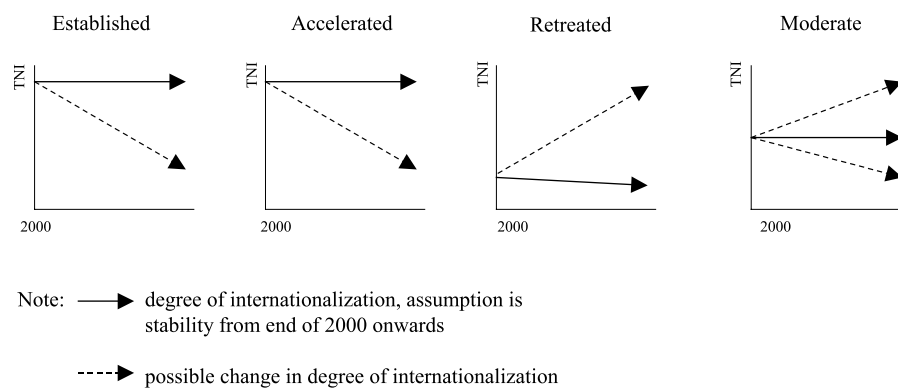 Established
Accelerated
Retreated
Moderate
TNI
TNI
TNI
TNI
2000
2000
2000
2000
Note:
degree of internationalization, assumption is
stability from end of 2000 onwards
possible change in degree of internationalization